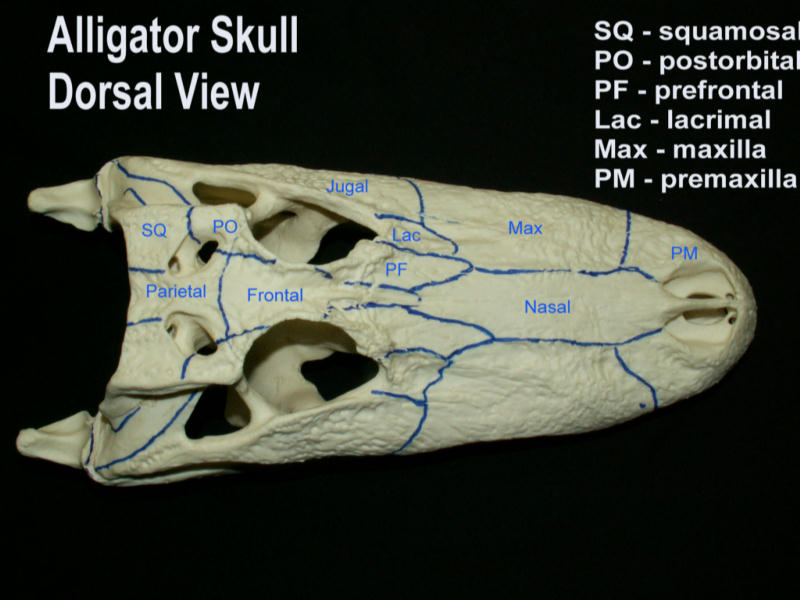 Alligator Skull
Dorsal View
SQ - squamosal
PO - postorbital
PF - prefrontal
Lac - lacrimal
Max - maxilla
PM - premaxilla
Jugal
SQ
PO
Lac
Max
PM
PF
Parietal
Frontal
Nasal